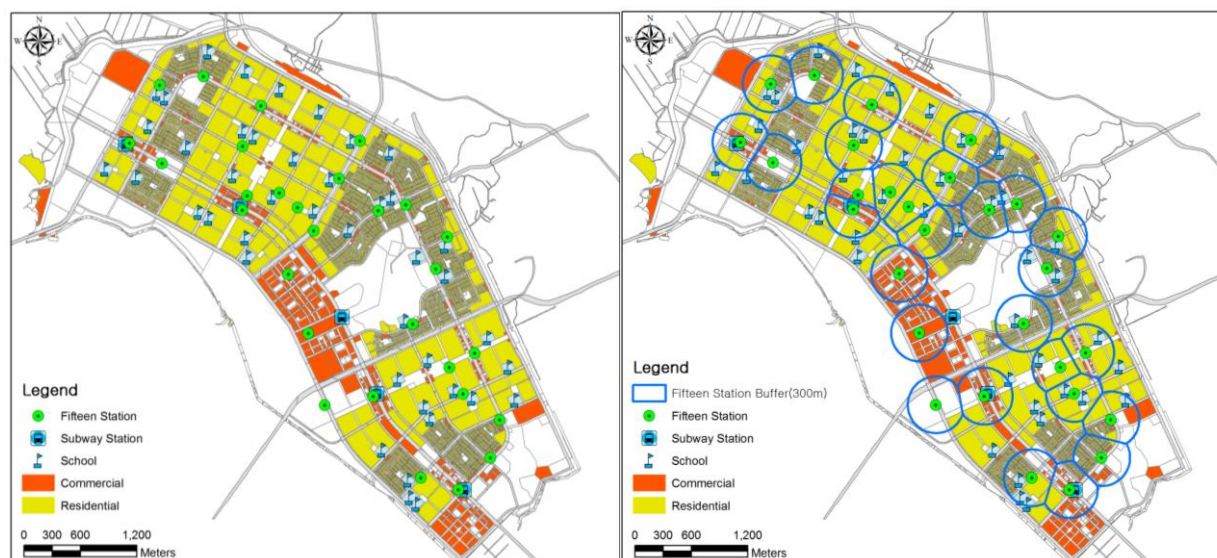 N
W E
S
Legend
Fifteen Station
Subway Station
School
Commercial
Residential
0 300 600 1,200
Meters
N
W E
S
Legend
Fifteen Station Buffer(300m)
Fifteen Station
Subway Station
School
Commercial
Residential
0 300 600 1,200
Meters